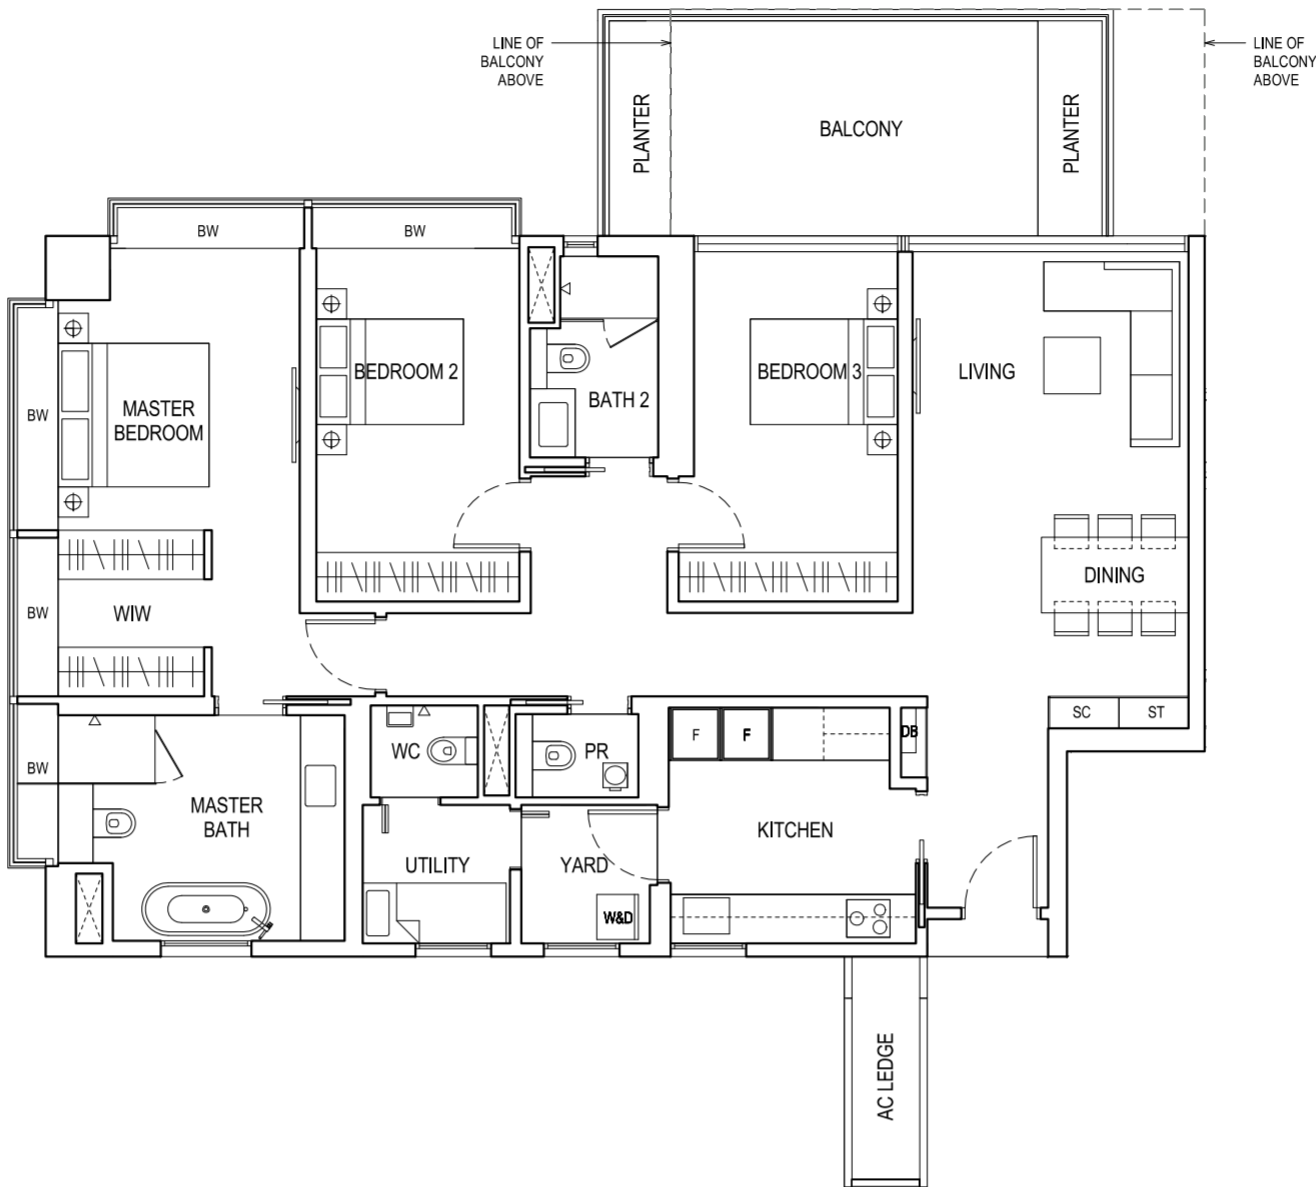 LINE OF
BALCONY
ABOVE
LINE OF
BALCONY
ABOVE
PLANTER
BALCONY
PLANTER
BW
BW
BEDROOM 2
BEDROOM 3
LIVING
BATH 2
MASTER
BEDROOM
BW
DINING
BW
WIW
SC
ST
F
F
DB
WC
PR
BW
MASTER
BATH
KITCHEN
UTILITY
YARD
W&D
AC LEDGE